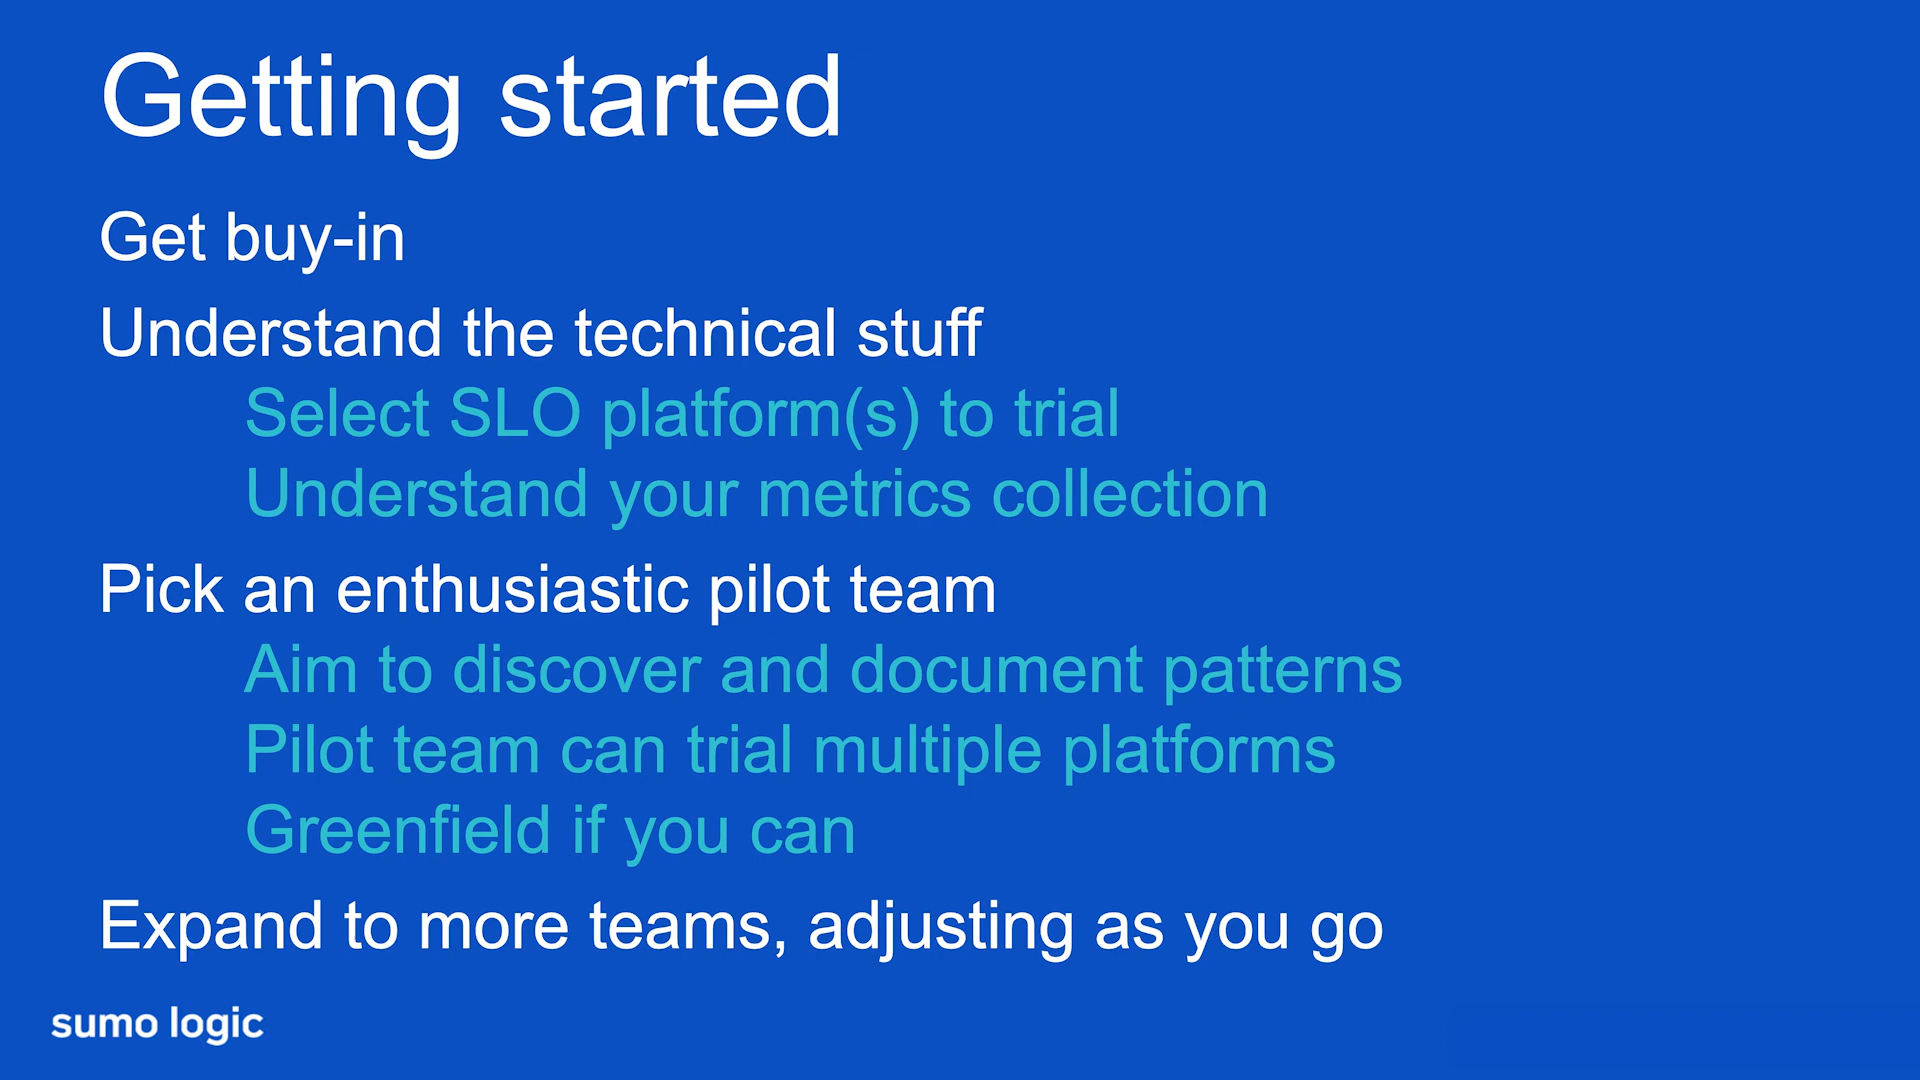 Getting started
Get buy-in
Understand the technical stuff
Select SLO platform(s) to trial
Understand your metrics collection
Pick an enthusiastic pilot team
Aim to discover and document patterns
Pilot team can trial multiple platforms
Greenfield if you can
Expand to more teams, adjusting as you go
sumo logic